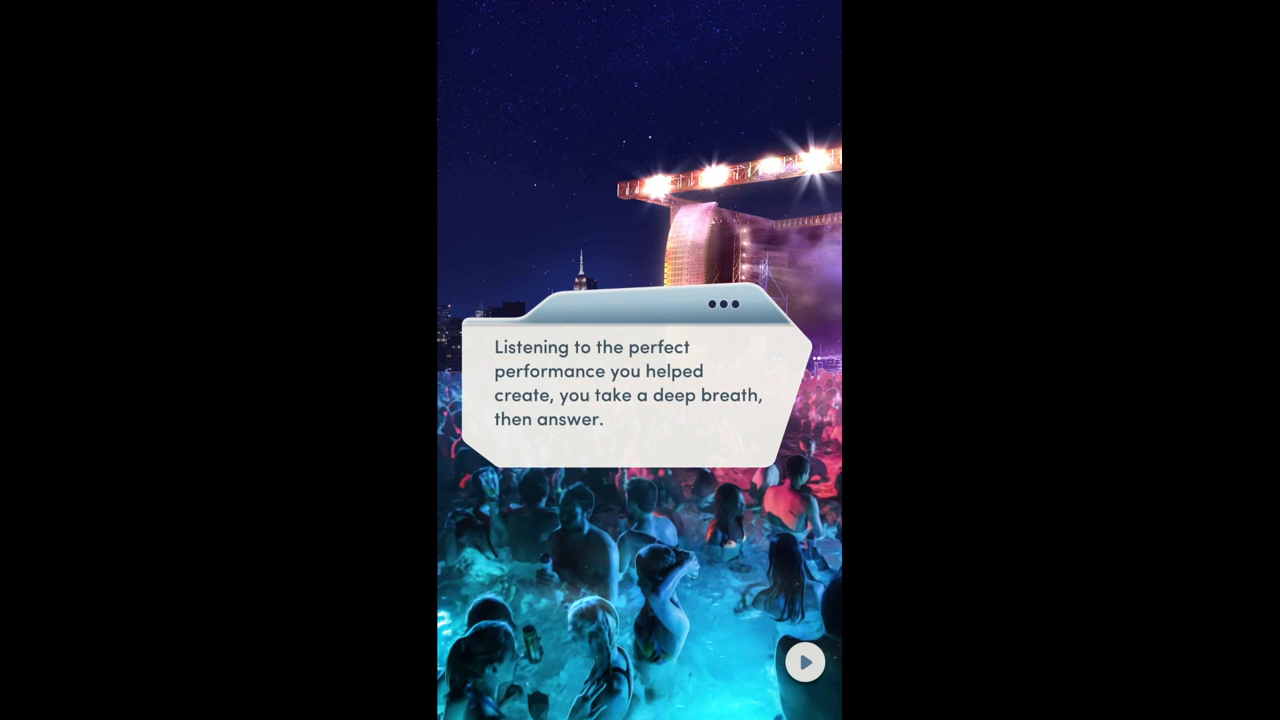 Listening to the perfect
performance you helped
create, you take a deep breath,
then answer.